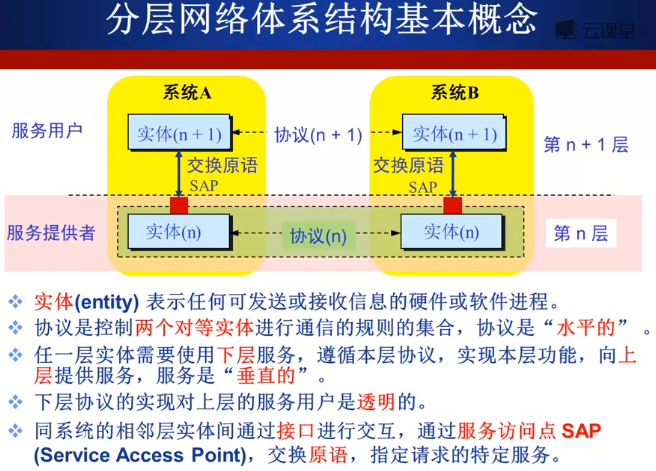 分层网络体系结构基本概念
云课堂
系统A
系统B
服务用户
实体(n + 1)
协议(n + 1)
实体(n + 1)
第 n + 1 层
交换原语
SAP
交换原语
SAP
服务提供者
实体(n)
协议(n)
实体(n)
第 n 层
实体(entity) 表示任何可发送或接收信息的硬件或软件进程。
协议是控制两个对等实体进行通信的规则的集合，协议是“水平的”。
任一层实体需要使用下层服务，遵循本层协议，实现本层功能，向上
层提供服务，服务是“垂直的”。
下层协议的实现对上层的服务用户是透明的。
同系统的相邻层实体间通过接口进行交互，通过服务访问点 SAP
(Service Access Point)，交换原语，指定请求的特定服务。